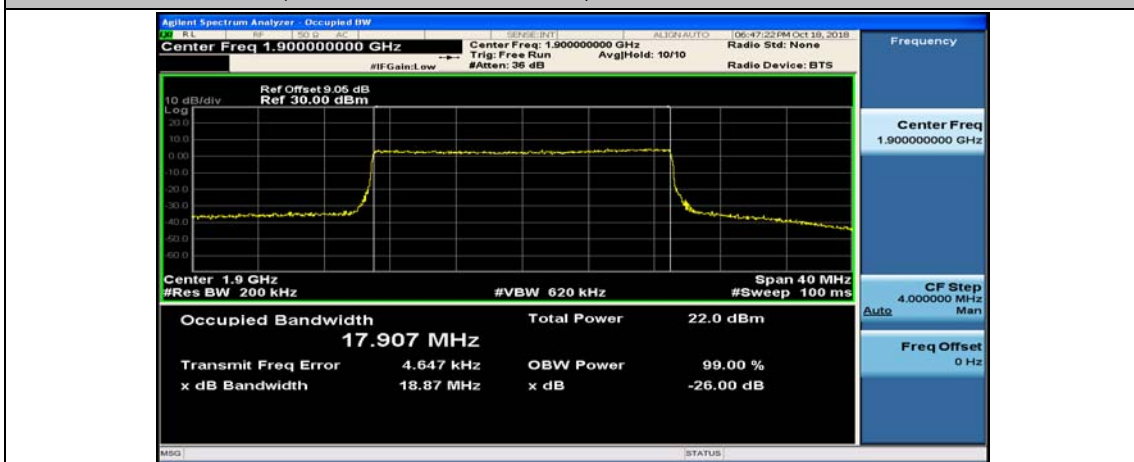 Agilent Spectrum Analyzer - Occupied BW
RL RF 50 Ω AC SENSE:INT ALIGN AUTO 06:47:22 PM Oct 18, 2018
Center Freq 1.900000000 GHz
Center Freq: 1.900000000 GHz
Radio Std: None
Trig: Free Run Avg|Hold: 10/10
#IFGain:Low
#Atten: 36 dB
Radio Device: BTS
Ref Offset 9.05 dB
10 dB/div Ref 30.00 dBm
Log
20.0
10.0
0.00
-10.0
-20.0
-30.0
-40.0
-50.0
-60.0
Center 1.9 GHz
Span 40 MHz
#Res BW 200 kHz
#VBW 620 kHz
#Sweep 100 ms
Occupied Bandwidth
Total Power 22.0 dBm
17.907 MHz
Transmit Freq Error 4.647 kHz
OBW Power 99.00 %
x dB Bandwidth 18.87 MHz
x dB -26.00 dB
MSG
STATUS
Frequency
Center Freq
1.900000000 GHz
CF Step
4.000000 MHz
Auto Man
Freq Offset
0 Hz